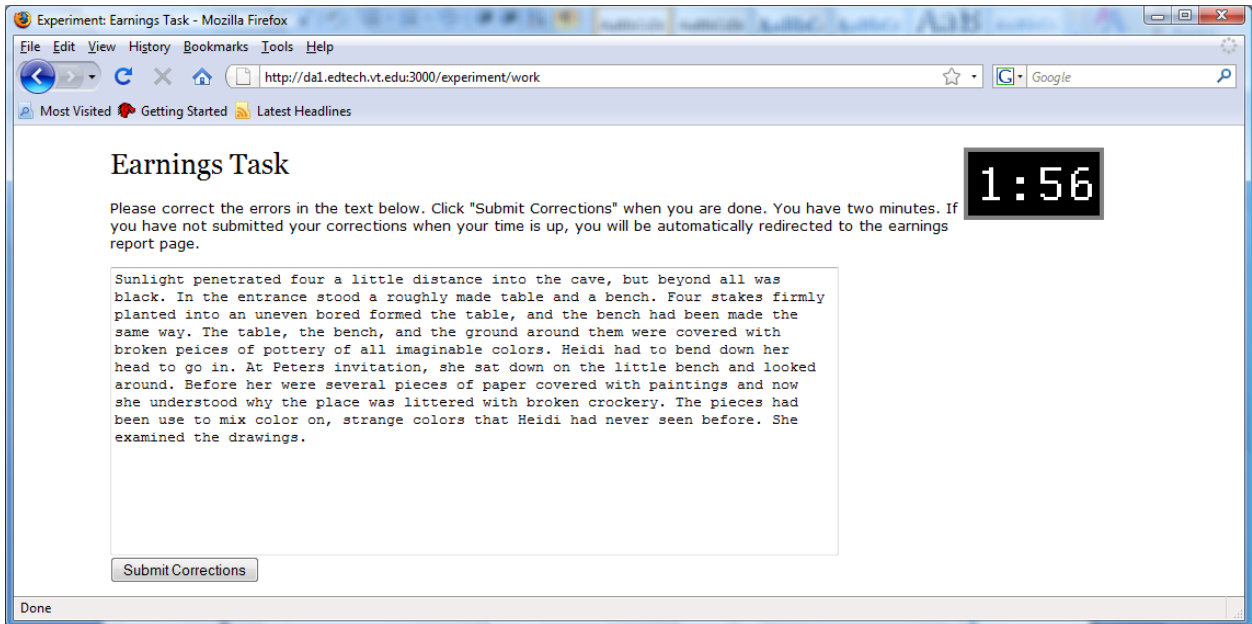 Experiment: Earnings Task - Mozilla Firefox
File Edit View History Bookmarks Tools Help
http://da1.edtech.vt.edu:3000/experiment/work
G
Google
Most Visited Getting Started Latest Headlines
Earnings Task
1:56
Please correct the errors in the text below. Click "Submit Corrections" when you are done. You have two minutes. If
you have not submitted your corrections when your time is up, you will be automatically redirected to the earnings
report page.
Sunlight penetrated four a little distance into the cave, but beyond all was
black. In the entrance stood a roughly made table and a bench. Four stakes firmly
planted into an uneven bored formed the table, and the bench had been made the
same way. The table, the bench, and the ground around them were covered with
broken peices of pottery of all imaginable colors. Heidi had to bend down her
head to go in. At Peters invitation, she sat down on the little bench and looked
around. Before her were several pieces of paper covered with paintings and now
she understood why the place was littered with broken crockery. The pieces had
been use to mix color on, strange colors that Heidi had never seen before. She
examined the drawings.
Submit Corrections
Done